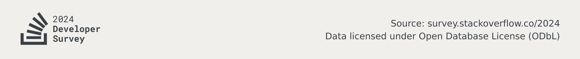 2024
Developer
Survey
Source: survey.stackoverflow.co/2024
Data licensed under Open Database License (ODbL)